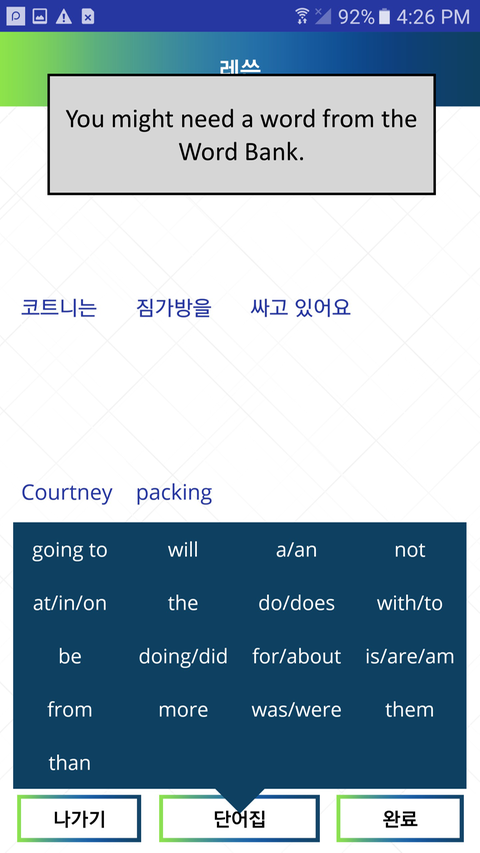 92% 4:26 PM
레쓰
You might need a word from the
Word Bank.
코트니는 짐가방을 싸고 있어요
Courtney packing
going to will a/an not
at/in/on the do/does with/to
be doing/did for/about is/are/am
from more was/were them
than
나가기 단어집 완료